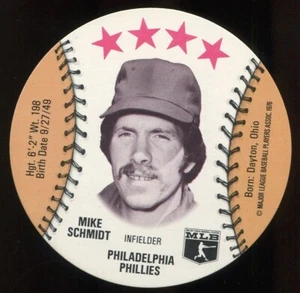 Hgt. 6'-2" Wt. 198
Birth Date 9/27/49
MIKE
SCHMIDT
INFIELDER
PHILADELPHIA
PHILLIES
MLB
Born: Dayton, Ohio
© MAJOR LEAGUE BASEBALL PLAYERS ASSOC. 1976